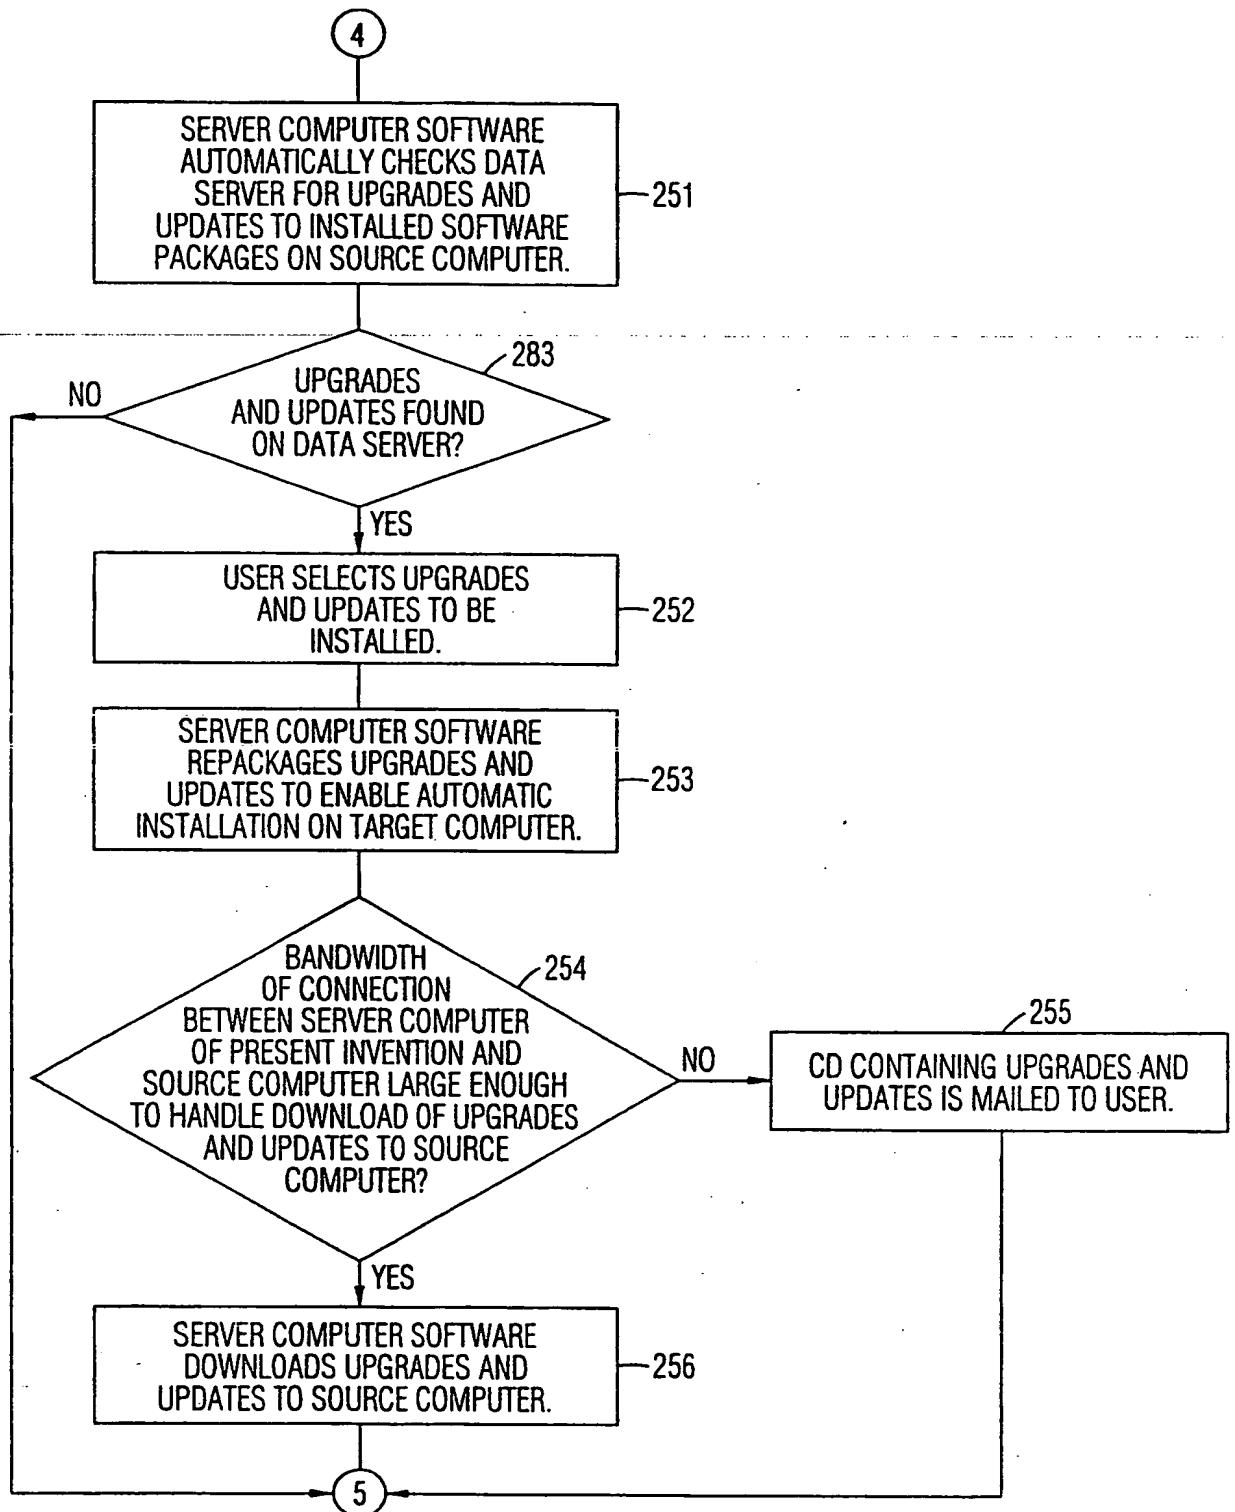 4
SERVER COMPUTER SOFTWARE
AUTOMATICALLY CHECKS DATA
SERVER FOR UPGRADES AND
UPDATES TO INSTALLED SOFTWARE
PACKAGES ON SOURCE COMPUTER.
251
283
NO
UPGRADES
AND UPDATES FOUND
ON DATA SERVER?
YES
USER SELECTS UPGRADES
AND UPDATES TO BE
INSTALLED.
252
SERVER COMPUTER SOFTWARE
REPACKAGES UPGRADES AND
UPDATES TO ENABLE AUTOMATIC
INSTALLATION ON TARGET COMPUTER.
253
BANDWIDTH
OF CONNECTION
BETWEEN SERVER COMPUTER
OF PRESENT INVENTION AND
SOURCE COMPUTER LARGE ENOUGH
TO HANDLE DOWNLOAD OF UPGRADES
AND UPDATES TO SOURCE
COMPUTER?
254
NO
255
CD CONTAINING UPGRADES AND
UPDATES IS MAILED TO USER.
YES
SERVER COMPUTER SOFTWARE
DOWNLOADS UPGRADES AND
UPDATES TO SOURCE COMPUTER.
256
5